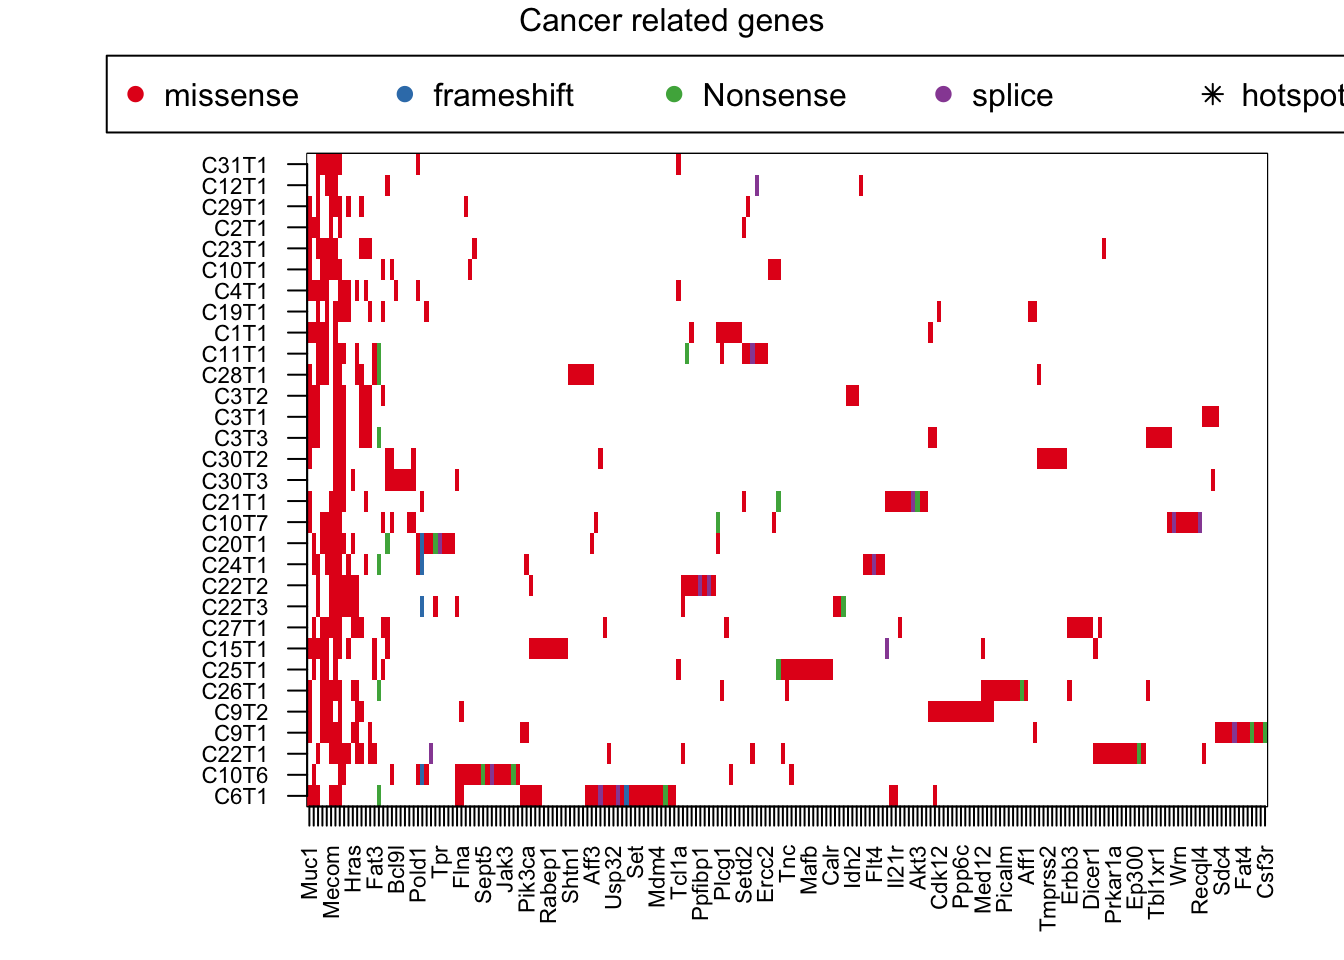 Cancer related genes
missense frameshift Nonsense splice hotspot
C31T1
C12T1
C29T1
C2T1
C23T1
C10T1
C4T1
C19T1
C1T1
C11T1
C28T1
C3T2
C3T1
C3T3
C30T2
C30T3
C21T1
C10T7
C20T1
C24T1
C22T2
C22T3
C27T1
C15T1
C25T1
C26T1
C9T2
C9T1
C22T1
C10T6
C6T1
Muc1
Mecom
Hras
Fat3
Bcl9l
Pold1
Tpr
Flna
Sept5
Jak3
Pik3ca
Rabep1
Shtn1
Aff3
Usp32
Set
Mdm4
Tcl1a
Ppfibp1
Plcg1
Setd2
Ercc2
Tnc
Mafb
Calr
Idh2
Flt4
Il21r
Akt3
Cdk12
Ppp6c
Med12
Picalm
Aff1
Tmprss2
Erbb3
Dicer1
Prkar1a
Ep300
Tbl1xr1
Wrn
Recql4
Sdc4
Fat4
Csf3r